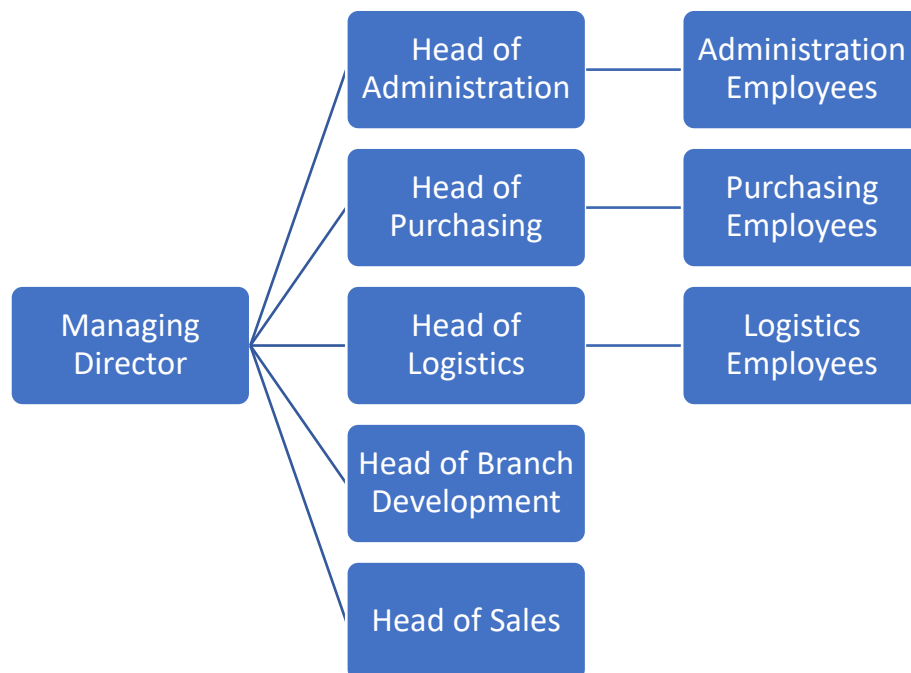 Head of
Administration
Administration
Employees
Head of
Purchasing
Purchasing
Employees
Managing
Director
Head of
Logistics
Logistics
Employees
Head of Branch
Development
Head of Sales